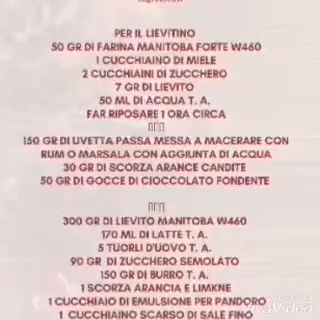 PER IL LIEVITINO
50 GR DI FARINA MANITOBA FORTE W460
1 CUCCHIAINO DI MIELE
2 CUCCHIAINI DI ZUCCHERO
7 GR DI LIEVITO
50 ML DI ACQUA T. A.
FAR RIPOSARE 1 ORA CIRCA
150 GR DI UVETTA PASSA MESSA A MACERARE CON
RUM O MARSALA CON AGGIUNTA DI ACQUA
30 GR DI SCORZA ARANCE CANDITE
50 GR DI GOCCE DI CIOCCOLATO FONDENTE
300 GR DI LIEVITO MANITOBA W460
170 ML DI LATTE T. A.
5 TUORLI D'UOVO T. A.
90 GR DI ZUCCHERO SEMOLATO
150 GR DI BURRO T. A.
1 SCORZA ARANCIA E LIMKNE
1 CUCCHIAIO DI EMULSIONE PER PANDORO
1 CUCCHIAINO SCARSO DI SALE FINO
VivaVideo